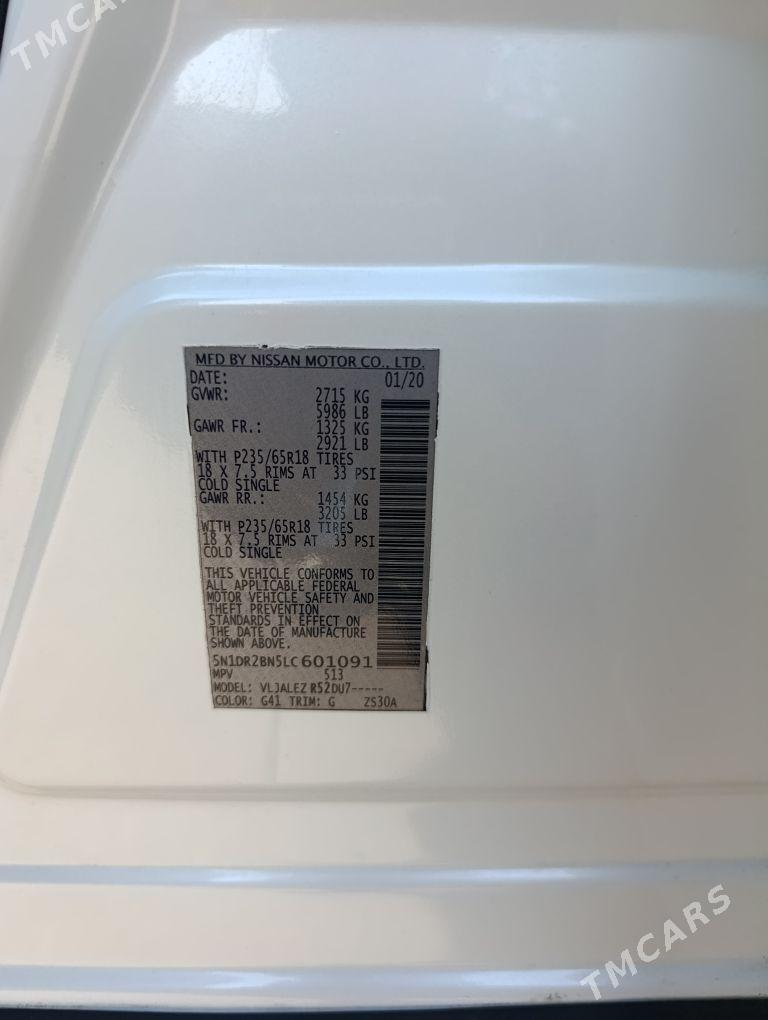 TMCARS
MFD BY NISSAN MOTOR CO., LTD.
DATE: 01/20
GVWR: 2715 KG
5986 LB
GAWR FR.: 1325 KG
2921 LB
WITH P235/65R18 TIRES
18 X 7.5 RIMS AT 33 PSI
COLD SINGLE
GAWR RR.: 1454 KG
3205 LB
WITH P235/65R18 TIRES
18 X 7.5 RIMS AT 33 PSI
COLD SINGLE
THIS VEHICLE CONFORMS TO
ALL APPLICABLE FEDERAL
MOTOR VEHICLE SAFETY AND
THEFT PREVENTION
STANDARDS IN EFFECT ON
THE DATE OF MANUFACTURE
SHOWN ABOVE.
5N1DR2BN5LC601091
MPV 513
MODEL: VLJALEZ R52DU7-----
COLOR: G41 TRIM: G ZS30A
TMCARS